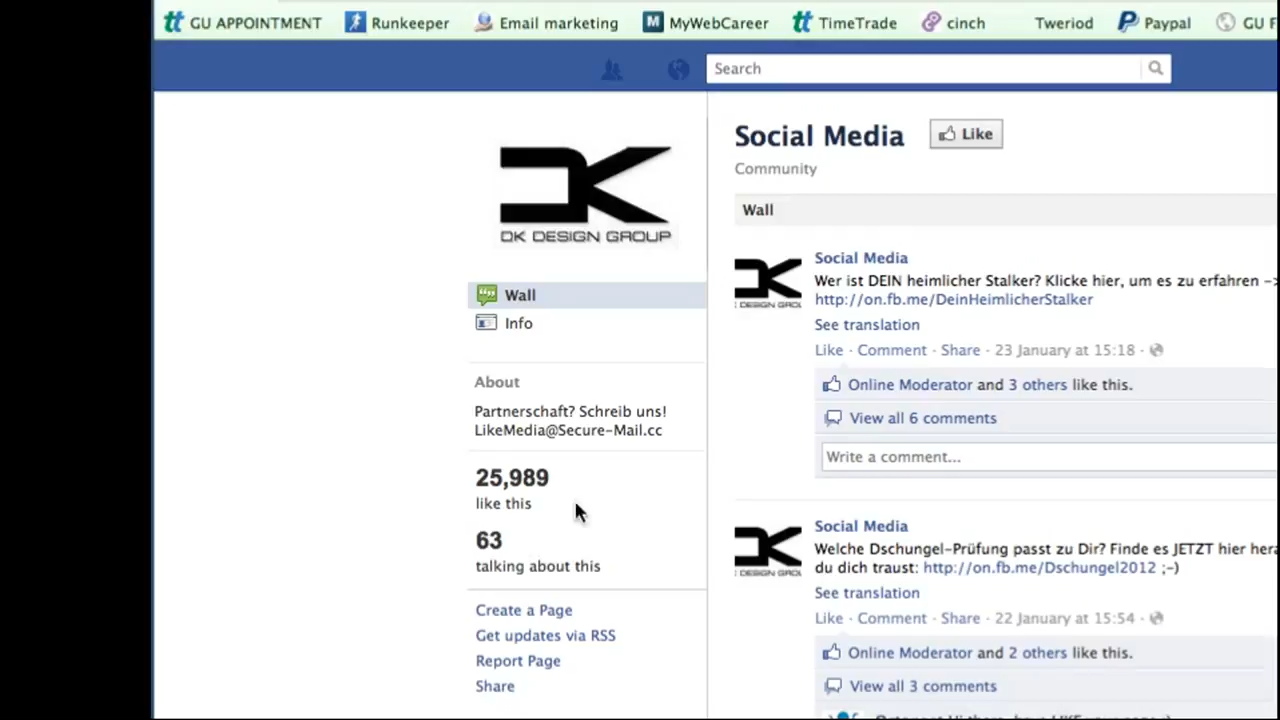 GU APPOINTMENT Runkeeper Email marketing MyWebCareer TimeTrade cinch Tweriod Paypal GU F
Search
Social Media Like
Community
Wall
DK DESIGN GROUP
Wall
Info
About
Partnerschaft? Schreib uns!
LikeMedia@Secure-Mail.cc
25,989
like this
63
talking about this
Create a Page
Get updates via RSS
Report Page
Share
Social Media
Wer ist DEIN heimlicher Stalker? Klicke hier, um es zu erfahren ->
http://on.fb.me/DeinHeimlicherStalker
See translation
Like · Comment · Share · 23 January at 15:18 ·
Online Moderator and 3 others like this.
View all 6 comments
Write a comment...
Social Media
Welche Dschungel-Prüfung passt zu Dir? Finde es JETZT hier hera
du dich traust: http://on.fb.me/Dschungel2012 ;-)
See translation
Like · Comment · Share · 22 January at 15:54 ·
Online Moderator and 2 others like this.
View all 3 comments